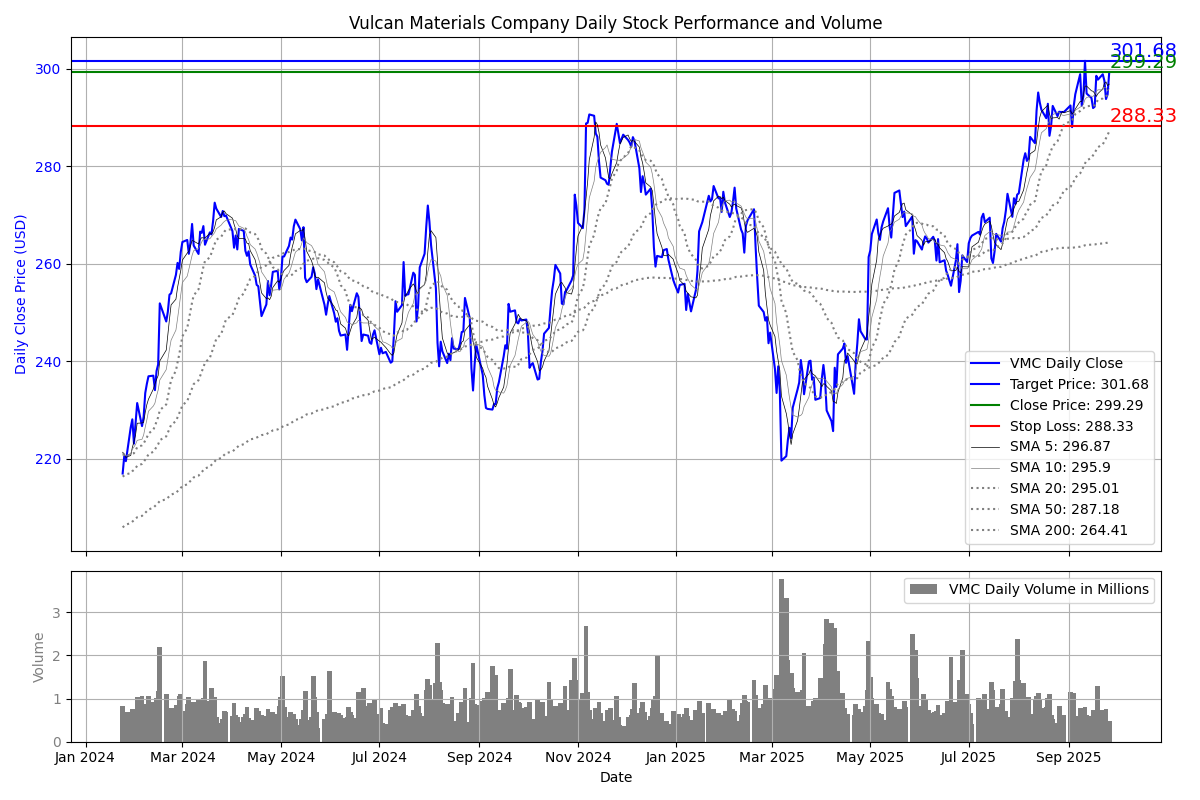 Vulcan Materials Company Daily Stock Performance and Volume
301.68
299.29
288.33
300
280
260
240
220
Daily Close Price (USD)
VMC Daily Close
Target Price: 301.68
Close Price: 299.29
Stop Loss: 288.33
SMA 5: 296.87
SMA 10: 295.9
SMA 20: 295.01
SMA 50: 287.18
SMA 200: 264.41
VMC Daily Volume in Millions
3
2
1
0
Volume
Jan 2024
Mar 2024
May 2024
Jul 2024
Sep 2024
Nov 2024
Jan 2025
Mar 2025
May 2025
Jul 2025
Sep 2025
Date